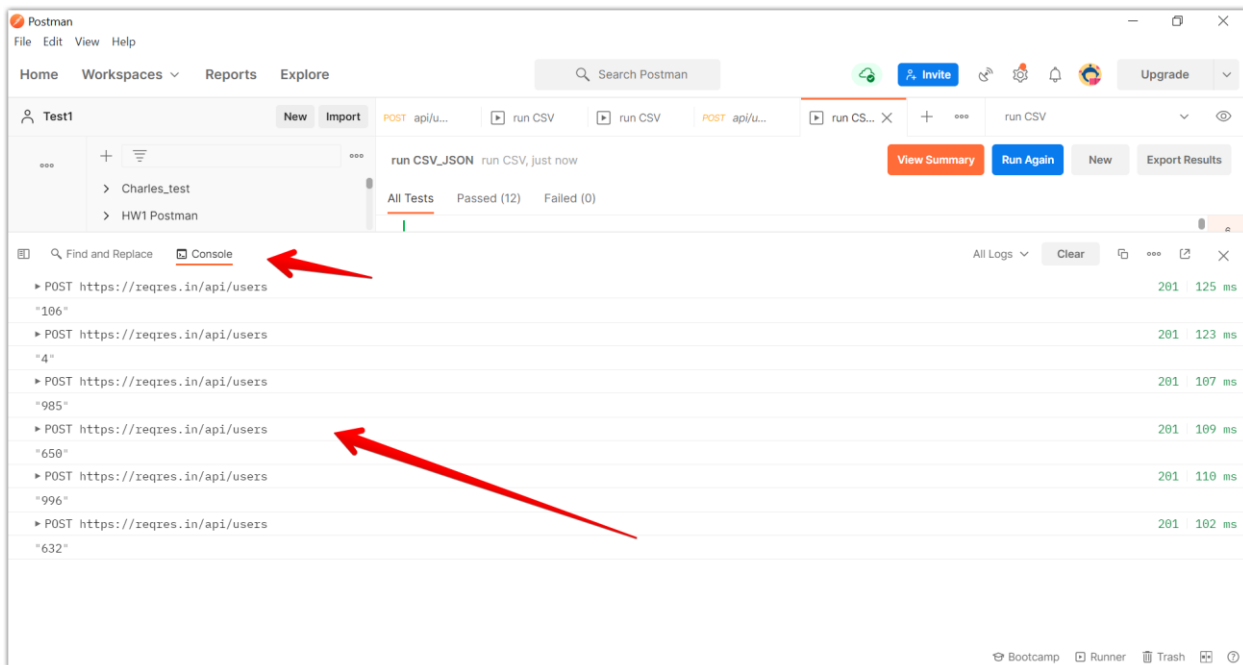 Postman
File Edit View Help
Home Workspaces Reports Explore Search Postman Invite Upgrade
Test1 New Import POST api/u... run CSV run CSV POST api/u... run CS... run CSV
run CSV_JSON run CSV, just now View Summary Run Again New Export Results
Charles_test
All Tests Passed (12) Failed (0)
HW1 Postman
Find and Replace Console All Logs Clear
POST https://reqres.in/api/users 201 125 ms
"106"
POST https://reqres.in/api/users 201 123 ms
"4"
POST https://reqres.in/api/users 201 107 ms
"985"
POST https://reqres.in/api/users 201 109 ms
"650"
POST https://reqres.in/api/users 201 110 ms
"996"
POST https://reqres.in/api/users 201 102 ms
"632"
Bootcamp Runner Trash